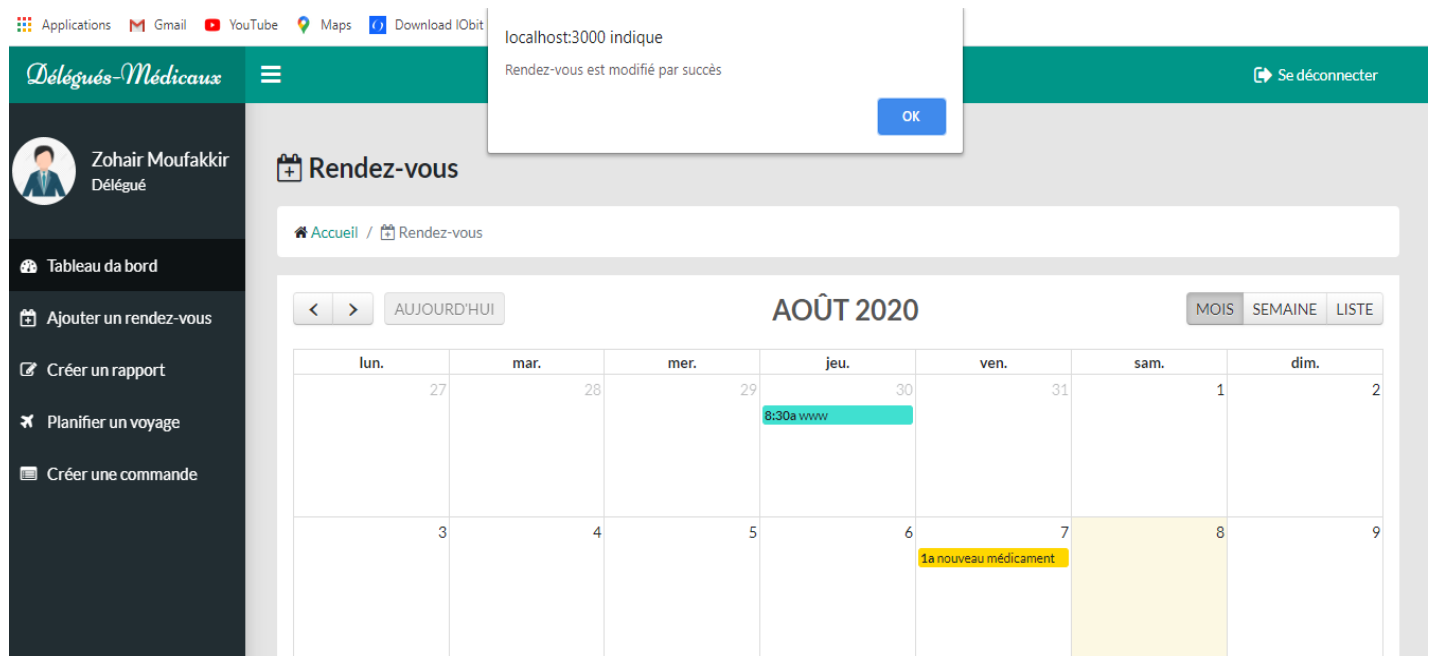 Applications Gmail YouTube Maps Download IObit
localhost:3000 indique
Rendez-vous est modifié par succès
OK
Délégués-Médicaux
Se déconnecter
Zohair Moufakkir
Délégué
Tableau da bord
Ajouter un rendez-vous
Créer un rapport
Planifier un voyage
Créer une commande
Rendez-vous
Accueil / Rendez-vous
< > AUJOURD'HUI AOÛT 2020 MOIS SEMAINE LISTE
lun. mar. mer. jeu. ven. sam. dim.
27 28 29 30 31 1 2
8:30a www
3 4 5 6 7 8 9
1a nouveau médicament